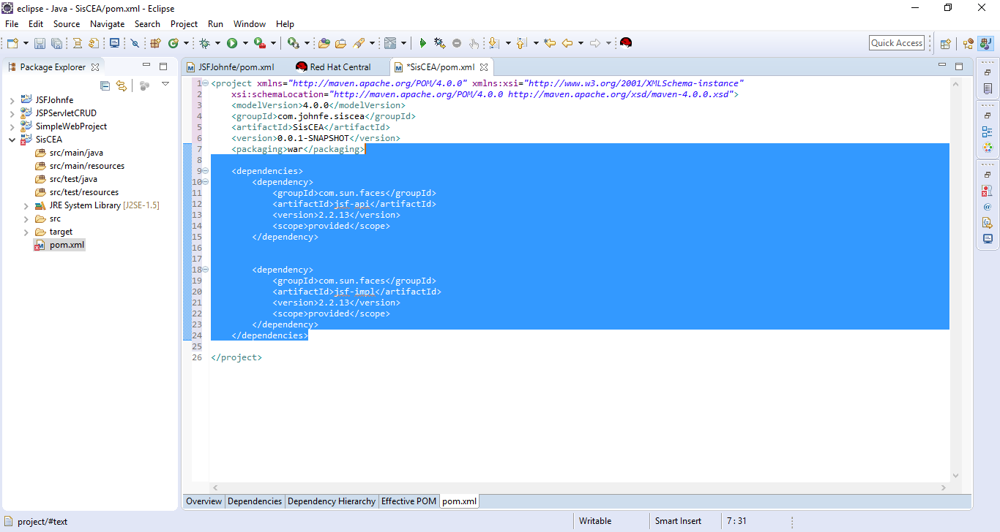 eclipse - Java - SisCEA/pom.xml - Eclipse
File Edit Source Navigate Search Project Run Window Help
Quick Access
Package Explorer
JSFJohnfe/pom.xml Red Hat Central *SisCEA/pom.xml
JSFJohnfe
JSPServletCRUD
SimpleWebProject
SisCEA
src/main/java
src/main/resources
src/test/java
src/test/resources
JRE System Library [J2SE-1.5]
src
target
pom.xml
1 <project xmlns="http://maven.apache.org/POM/4.0.0" xmlns:xsi="http://www.w3.org/2001/XMLSchema-instance"
2 xsi:schemaLocation="http://maven.apache.org/POM/4.0.0 http://maven.apache.org/xsd/maven-4.0.0.xsd">
3 <modelVersion>4.0.0</modelVersion>
4 <groupId>com.johnfe.siscea</groupId>
5 <artifactId>SisCEA</artifactId>
6 <version>0.0.1-SNAPSHOT</version>
7 <packaging>war</packaging>
8
9 <dependencies>
10 <dependency>
11 <groupId>com.sun.faces</groupId>
12 <artifactId>jsf-api</artifactId>
13 <version>2.2.13</version>
14 <scope>provided</scope>
15 </dependency>
16
17
18 <dependency>
19 <groupId>com.sun.faces</groupId>
20 <artifactId>jsf-impl</artifactId>
21 <version>2.2.13</version>
22 <scope>provided</scope>
23 </dependency>
24 </dependencies>
25
26 </project>
Overview Dependencies Dependency Hierarchy Effective POM pom.xml
project/#text Writable Smart Insert 7 : 31